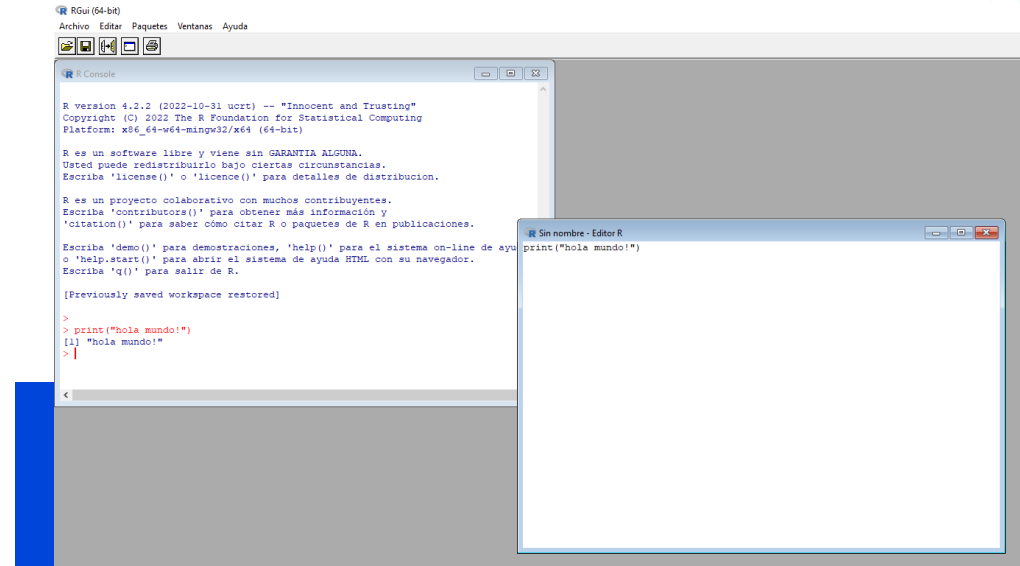 RGui (64-bit)
Archivo Editar Paquetes Ventanas Ayuda
R Console
R version 4.2.2 (2022-10-31 ucrt) -- "Innocent and Trusting"
Copyright (C) 2022 The R Foundation for Statistical Computing
Platform: x86_64-w64-mingw32/x64 (64-bit)
R es un software libre y viene sin GARANTIA ALGUNA.
Usted puede redistribuirlo bajo ciertas circunstancias.
Escriba 'license()' o 'licence()' para detalles de distribucion.
R es un proyecto colaborativo con muchos contribuyentes.
Escriba 'contributors()' para obtener más información y
'citation()' para saber cómo citar R o paquetes de R en publicaciones.
Escriba 'demo()' para demostraciones, 'help()' para el sistema on-line de ayu
o 'help.start()' para abrir el sistema de ayuda HTML con su navegador.
Escriba 'q()' para salir de R.
[Previously saved workspace restored]
>
> print("hola mundo!")
[1] "hola mundo!"
>
Sin nombre - Editor R
print("hola mundo!")